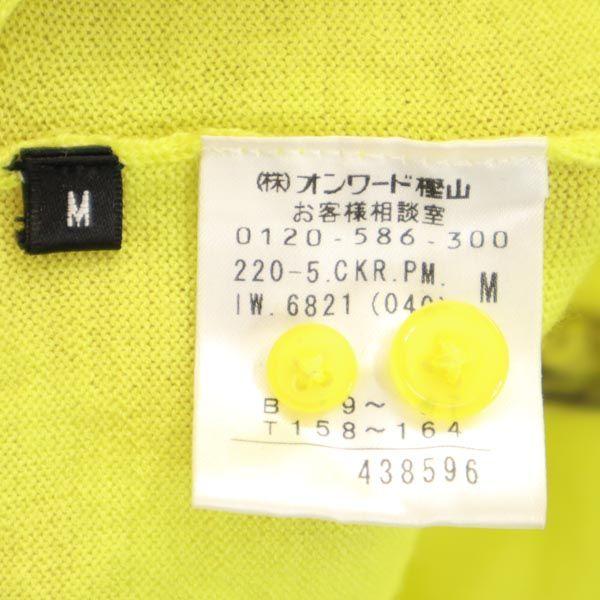 M
(株)オンワード樫山
お客様相談室
0120-586-300
220-5.CKR.PM. M
IW.6821
T158～164
438596